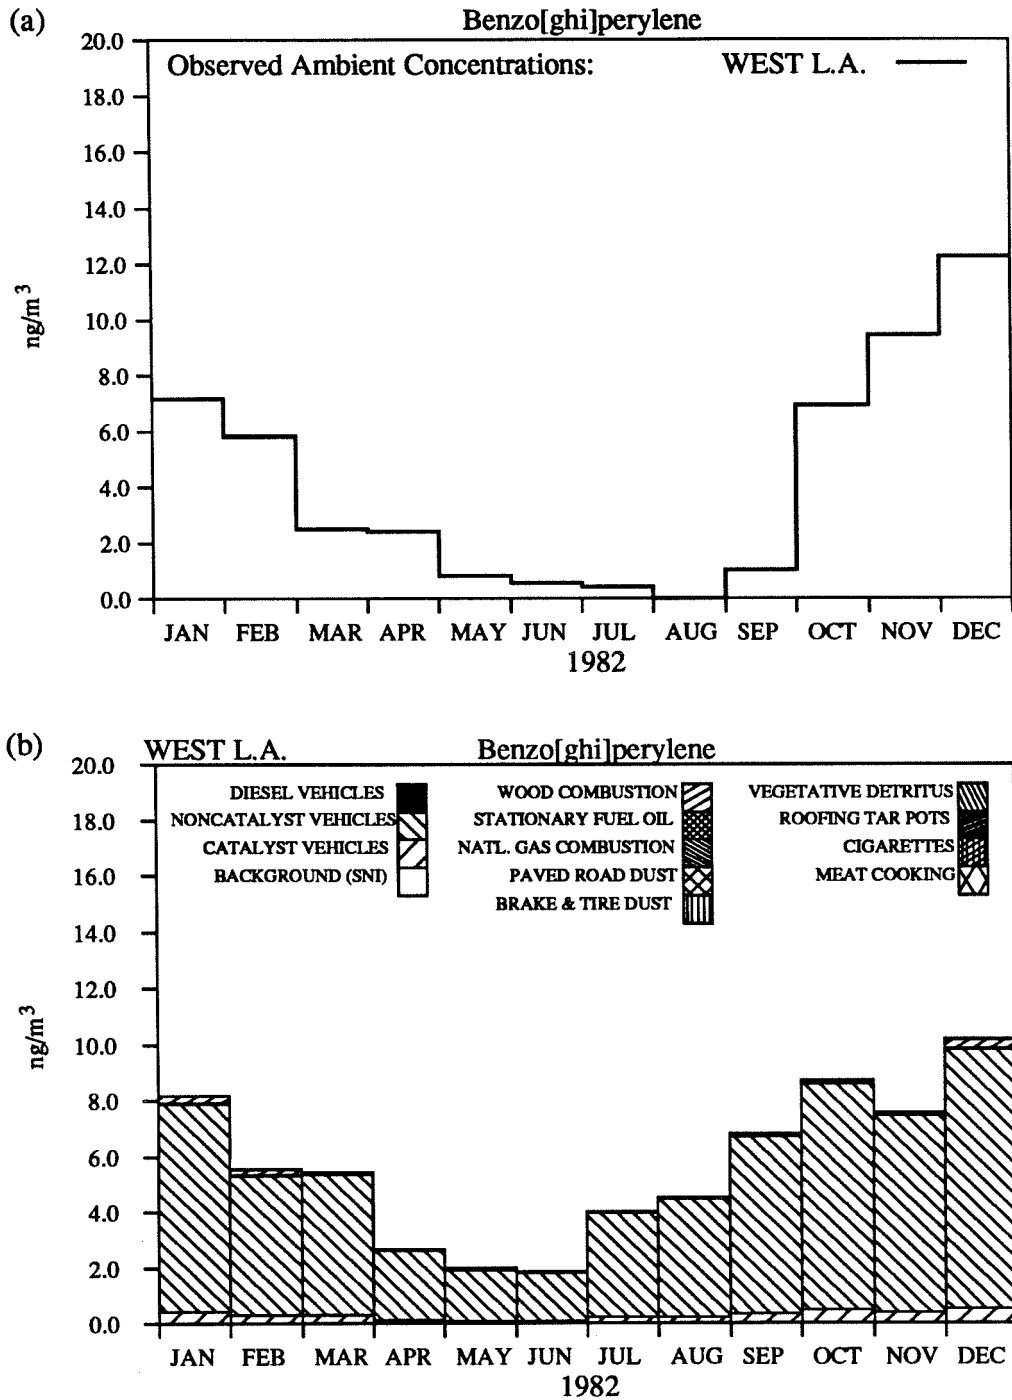 (a)
Benzo[ghi]perylene
20.0
Observed Ambient Concentrations: WEST L.A.
18.0
16.0
14.0
12.0
10.0
8.0
6.0
4.0
2.0
0.0
ng/m³
JAN FEB MAR APR MAY JUN JUL AUG SEP OCT NOV DEC
1982
(b)
WEST L.A. Benzo[ghi]perylene
20.0
DIESEL VEHICLES WOOD COMBUSTION VEGETATIVE DETRITUS
NONCATALYST VEHICLES STATIONARY FUEL OIL ROOFING TAR POTS
CATALYST VEHICLES NATL. GAS COMBUSTION CIGARETTES
BACKGROUND (SNI) PAVED ROAD DUST MEAT COOKING
BRAKE & TIRE DUST
18.0
16.0
14.0
12.0
10.0
8.0
6.0
4.0
2.0
0.0
ng/m³
JAN FEB MAR APR MAY JUN JUL AUG SEP OCT NOV DEC
1982